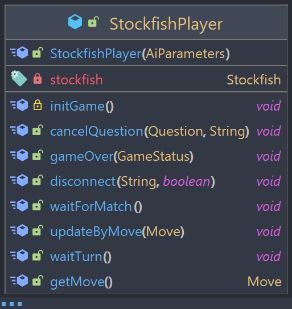 StockfishPlayer
StockfishPlayer(AiParameters)
stockfish Stockfish
initGame() void
cancelQuestion(Question, String) void
gameOver(GameStatus) void
disconnect(String, boolean) void
waitForMatch() void
updateByMove(Move) void
waitTurn() void
getMove() Move